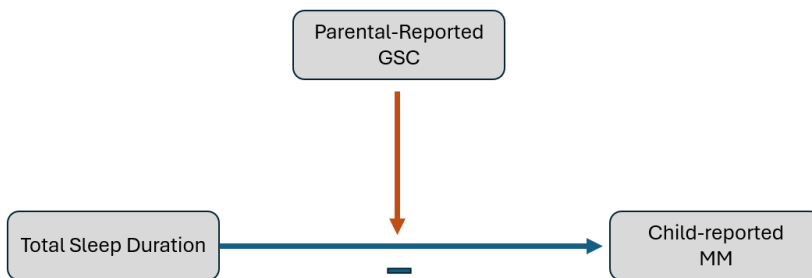 Parental-Reported
GSC
Total Sleep Duration
Child-reported
MM